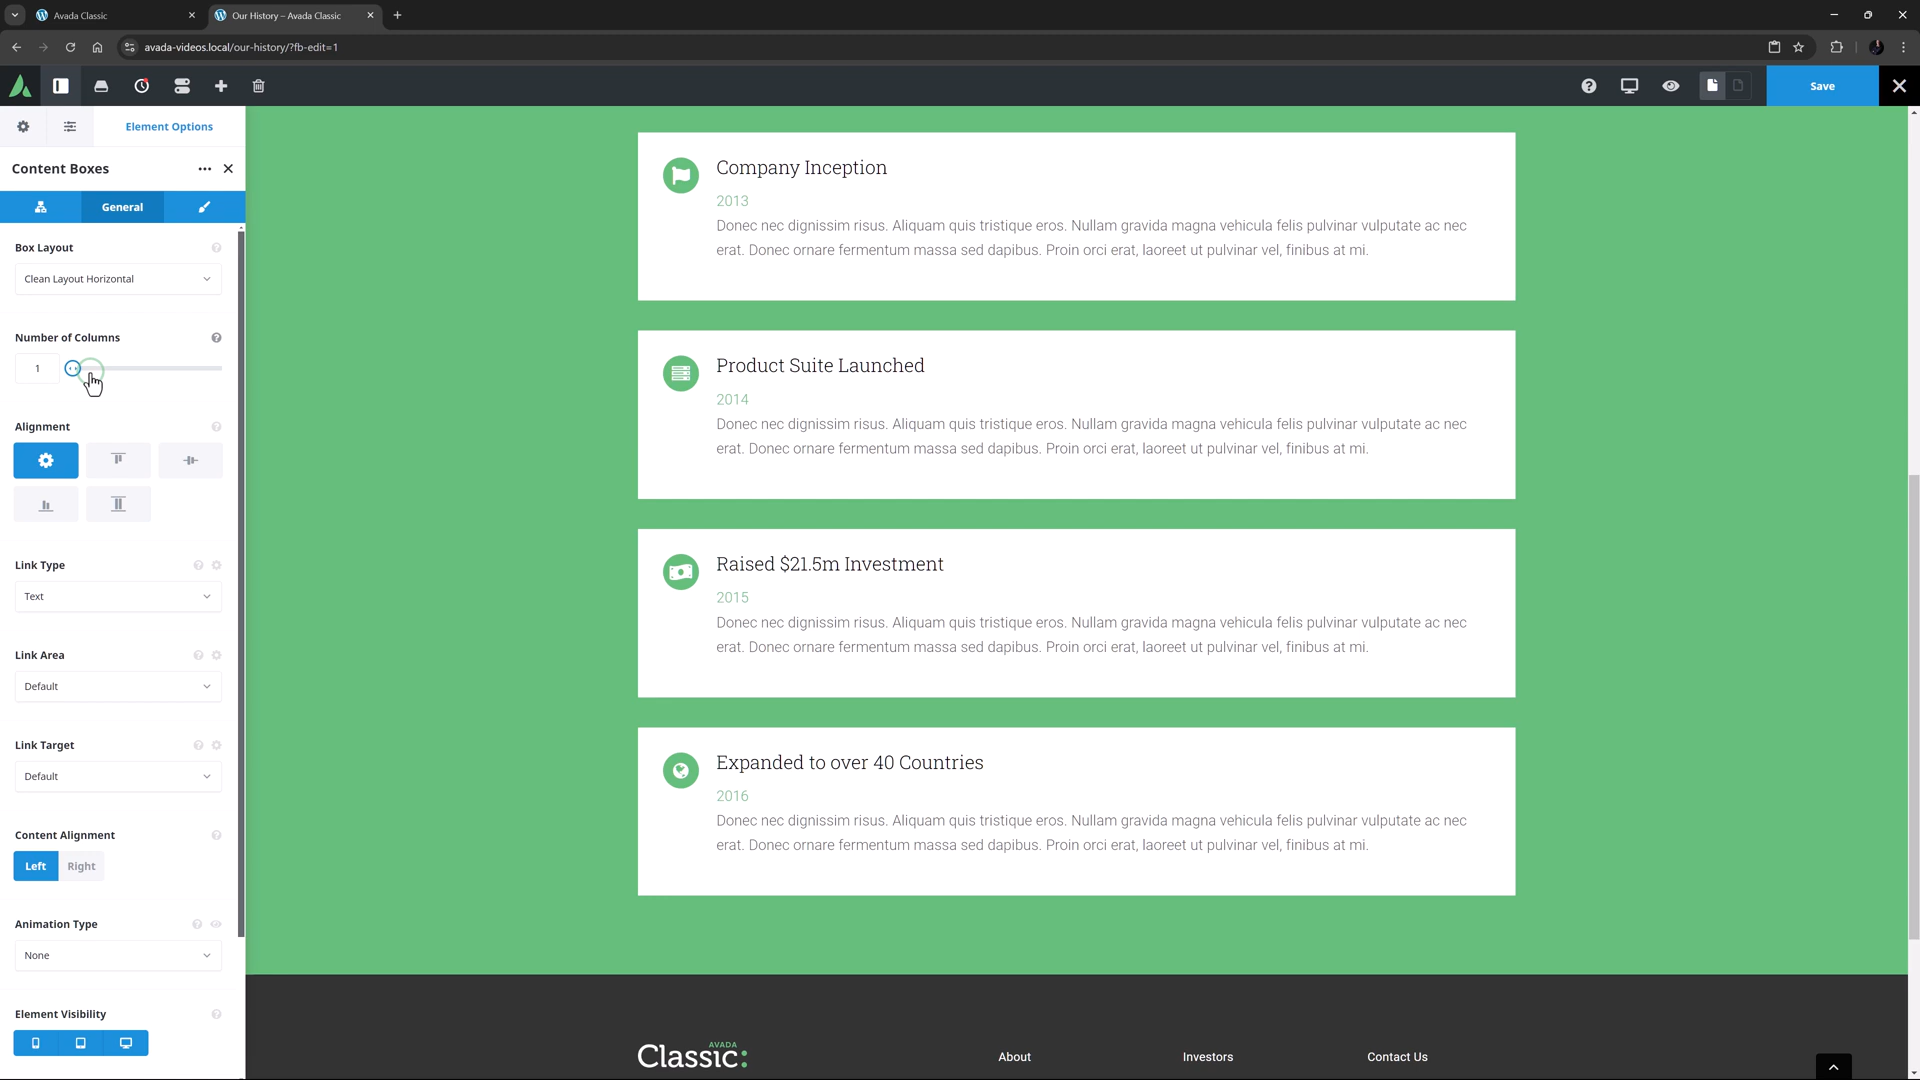 Avada Classic
Our History – Avada Classic
avada-videos.local/our-history/?fb-edit=1
Save
Element Options
Content Boxes
General
Box Layout
Clean Layout Horizontal
Number of Columns
1
Alignment
Link Type
Text
Link Area
Default
Link Target
Default
Content Alignment
Left Right
Animation Type
None
Element Visibility
Company Inception
2013
Donec nec dignissim risus. Aliquam quis tristique eros. Nullam gravida magna vehicula felis pulvinar vulputate ac nec
erat. Donec ornare fermentum massa sed dapibus. Proin orci erat, laoreet ut pulvinar vel, finibus at mi.
Product Suite Launched
2014
Donec nec dignissim risus. Aliquam quis tristique eros. Nullam gravida magna vehicula felis pulvinar vulputate ac nec
erat. Donec ornare fermentum massa sed dapibus. Proin orci erat, laoreet ut pulvinar vel, finibus at mi.
Raised $21.5m Investment
2015
Donec nec dignissim risus. Aliquam quis tristique eros. Nullam gravida magna vehicula felis pulvinar vulputate ac nec
erat. Donec ornare fermentum massa sed dapibus. Proin orci erat, laoreet ut pulvinar vel, finibus at mi.
Expanded to over 40 Countries
2016
Donec nec dignissim risus. Aliquam quis tristique eros. Nullam gravida magna vehicula felis pulvinar vulputate ac nec
erat. Donec ornare fermentum massa sed dapibus. Proin orci erat, laoreet ut pulvinar vel, finibus at mi.
AVADA
Classic:
About
Investors
Contact Us